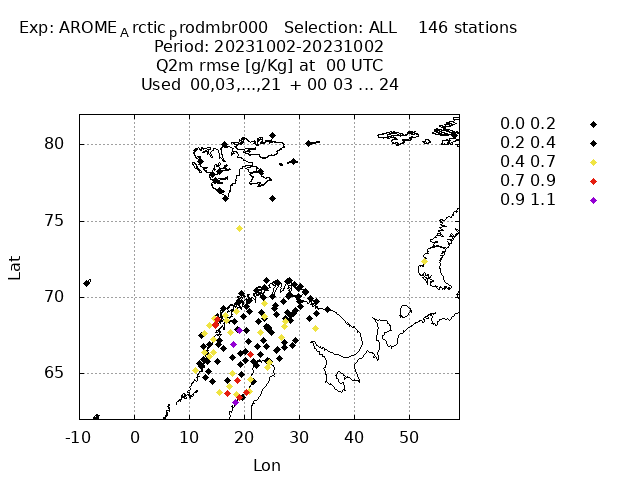 Exp: AROME_Arctic_prodmbr000 Selection: ALL 146 stations
Period: 20231002-20231002
Q2m rmse [g/Kg] at 00 UTC
Used 00,03,...,21 + 00 03 ... 24
0.0 0.2
0.2 0.4
0.4 0.7
0.7 0.9
0.9 1.1
80
75
70
65
Lat
-10 0 10 20 30 40 50
Lon